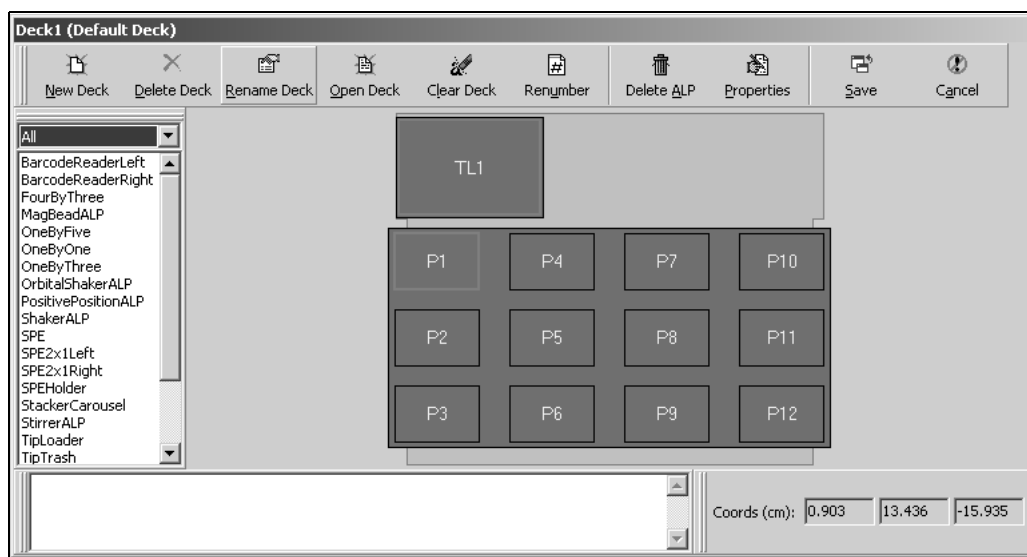 Deck1 (Default Deck)
New Deck Delete Deck Rename Deck Open Deck Clear Deck Renumber Delete ALP Properties Save Cancel
All
BarcodeReaderLeft
BarcodeReaderRight
FourByThree
MagBeadALP
OneByFive
OneByOne
OneByThree
OrbitalShakerALP
PositivePositionALP
ShakerALP
SPE
SPE2x1Left
SPE2x1Right
SPEHolder
StackerCarousel
StirrerALP
TipLoader
TipTrash
TL1
P1 P4 P7 P10
P2 P5 P8 P11
P3 P6 P9 P12
Coords (cm): 0.903 13.436 -15.935